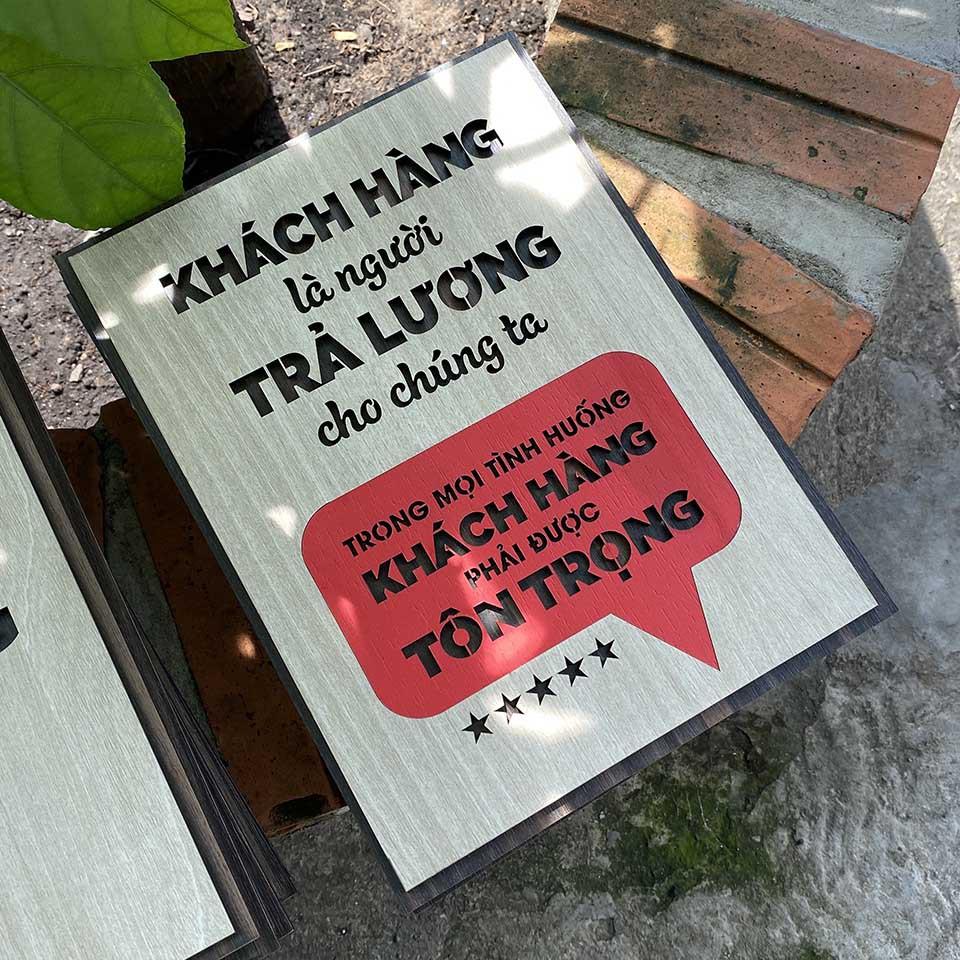 KHÁCH HÀNG
là người
TRẢ LƯƠNG
cho chúng ta
TRONG MỌI TÌNH HUỐNG
KHÁCH HÀNG
PHẢI ĐƯỢC
TÔN TRỌNG